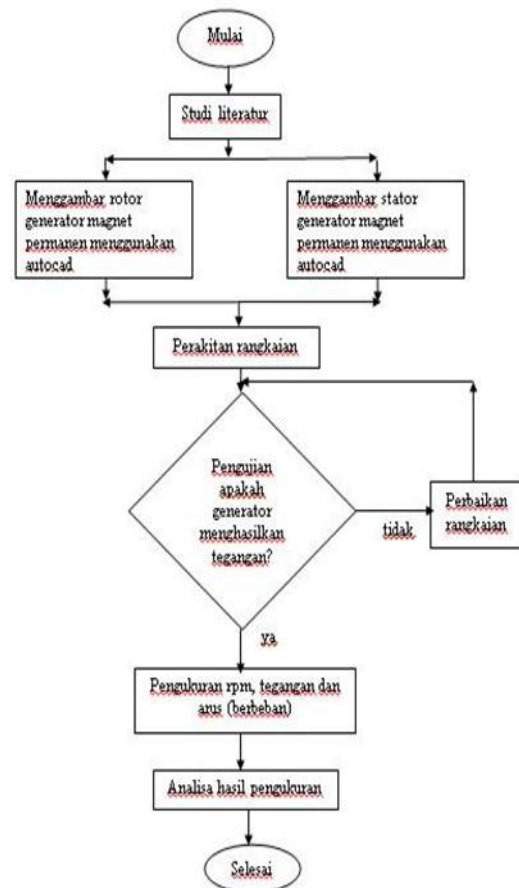 Mulai
Studi literatur
Menggambar rotor
generator magnet
permanen menggunakan
autocad
Menggambar stator
generator magnet
permanen menggunakan
autocad
Perakitan rangkaian
Pengujian
apakah
generator
menghasilkan
tegangan?
tidak
Perbaikan
rangkaian
ya
Pengukuran rpm, tegangan dan
arus (berbeban)
Analisa hasil pengukuran
Selesai